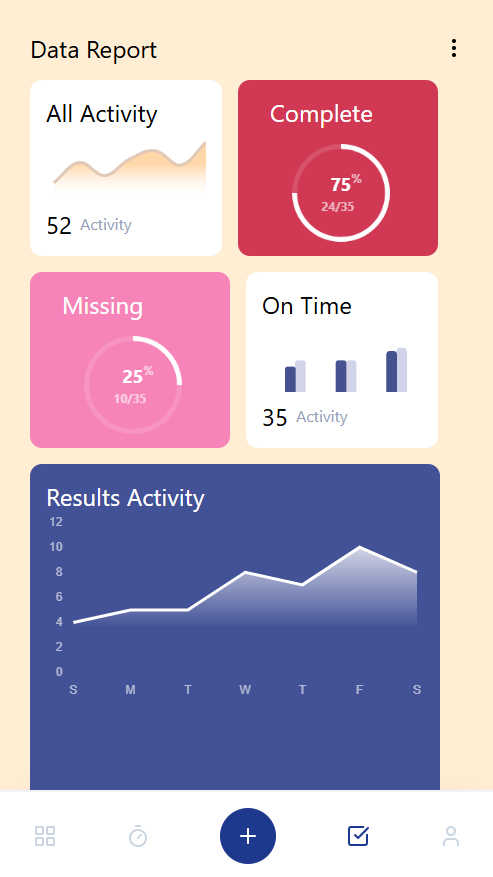 Data Report
All Activity
52 Activity
Complete
75%
24/35
Missing
25%
10/35
On Time
35 Activity
Results Activity
12
10
8
6
4
2
0
S M T W T F S